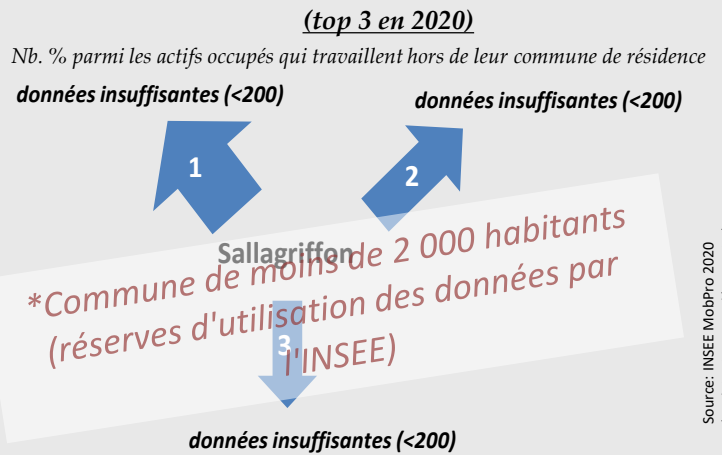 (top 3 en 2020)
Nb. % parmi les actifs occupés qui travaillent hors de leur commune de résidence
données insuffisantes (<200)
données insuffisantes (<200)
1
2
Sallagriffon
*Commune de moins de 2 000 habitants
(réserves d'utilisation des données par
l'INSEE)
3
données insuffisantes (<200)
Source: INSEE MobPro 2020